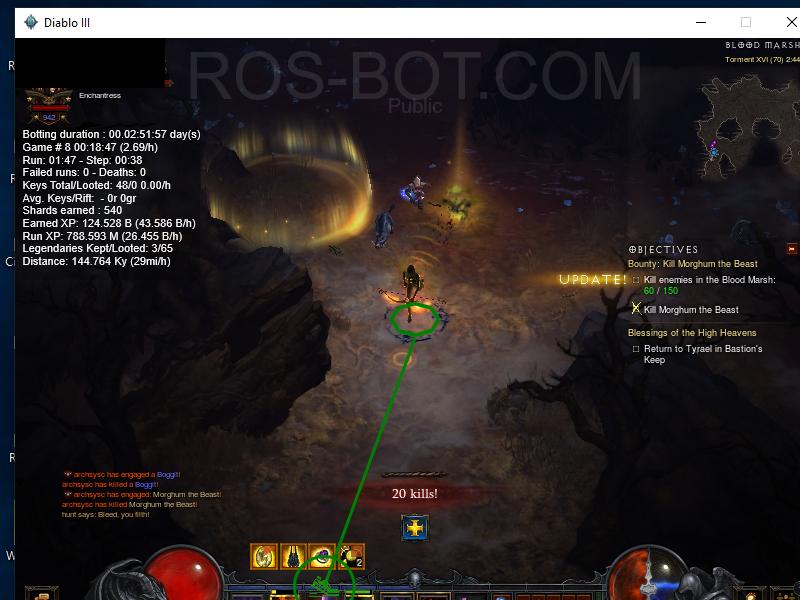 Diablo III
BLOOD MARSH
Torment XVI (70) 2:44
ROS-BOT.COM
Public
Enchantress
942
Botting duration : 00.02:51:57 day(s)
Game # 8 00:18:47 (2.69/h)
Run: 01:47 - Step: 00:38
Failed runs: 0 - Deaths: 0
Keys Total/Looted: 48/0 0.00/h
Avg. Keys/Rift:  - 0r 0gr
Shards earned : 540
Earned XP: 124.528 B (43.586 B/h)
Run XP: 788.593 M (26.455 B/h)
Legendaries Kept/Looted: 3/65
Distance: 144.764 Ky (29mi/h)
OBJECTIVES
Bounty: Kill Morghum the Beast
UPDATE!
Kill enemies in the Blood Marsh:
60 / 150
Kill Morghum the Beast
Blessings of the High Heavens
Return to Tyrael in Bastion's
Keep
archsysc has engaged a Boggit!
archsysc has killed a Boggit!
archsysc has engaged: Morghum the Beast!
archsysc has killed Morghum the Beast!
hunt says: Bleed, you filth!
20 kills!
2